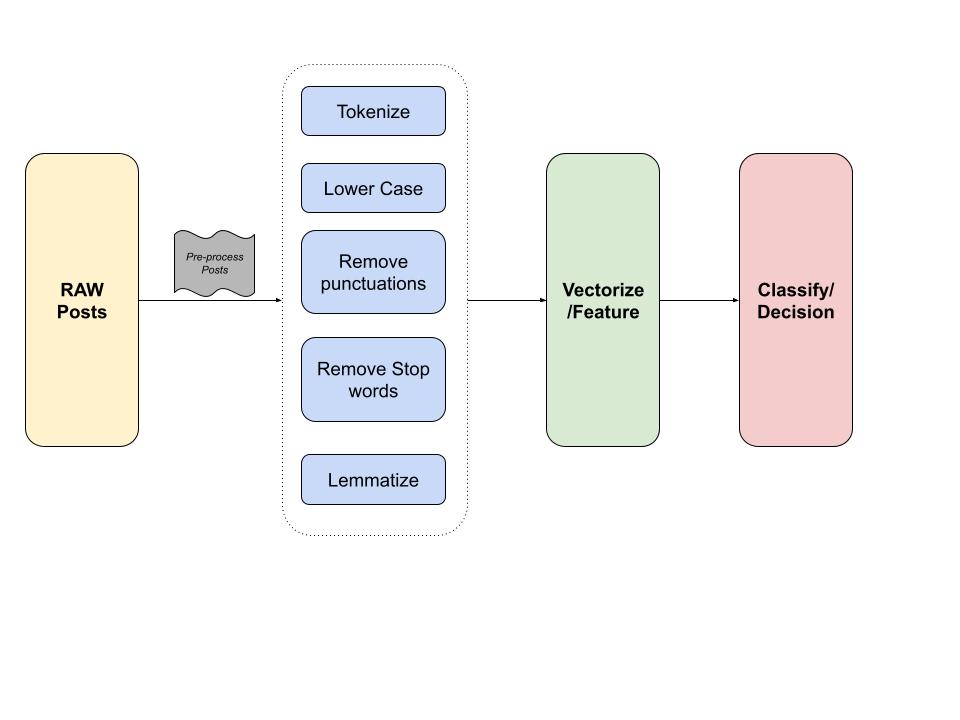 RAW
Posts
Pre-process
Posts
Tokenize
Lower Case
Remove
punctuations
Remove Stop
words
Lemmatize
Vectorize
/Feature
Classify/
Decision